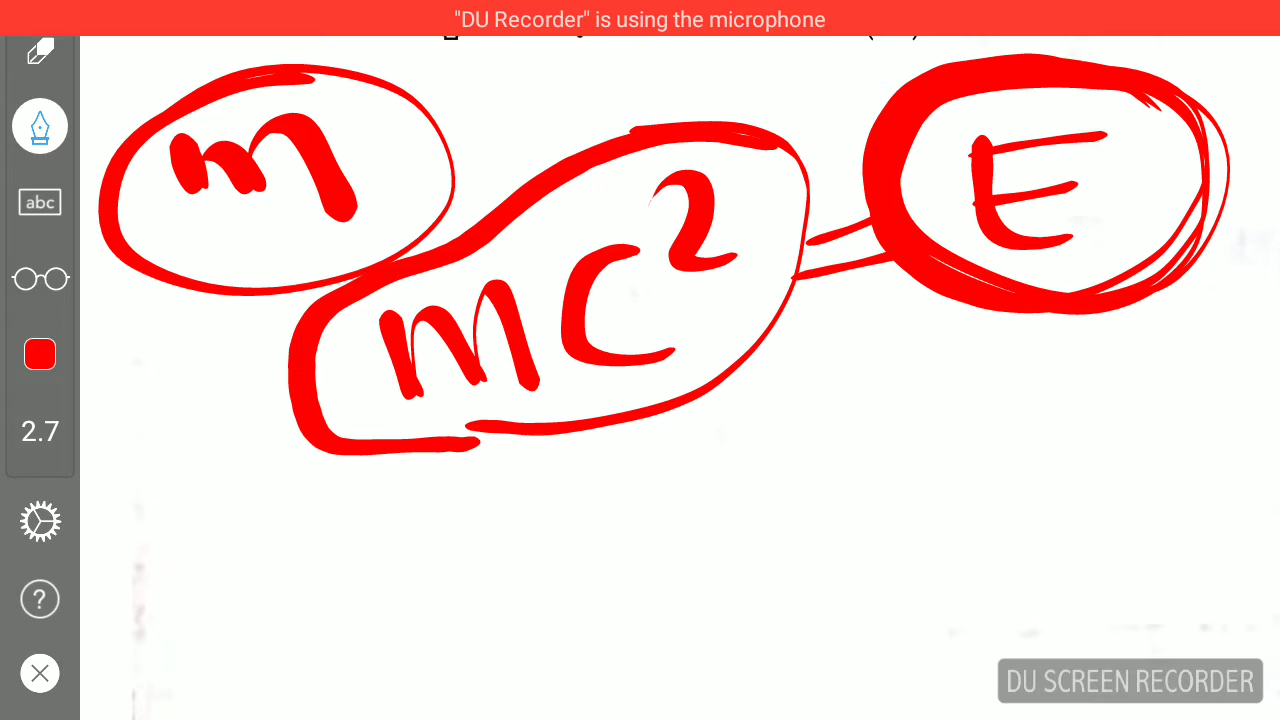 "DU Recorder" is using the microphone
m
mc² = E
abc
2.7
?
DU SCREEN RECORDER